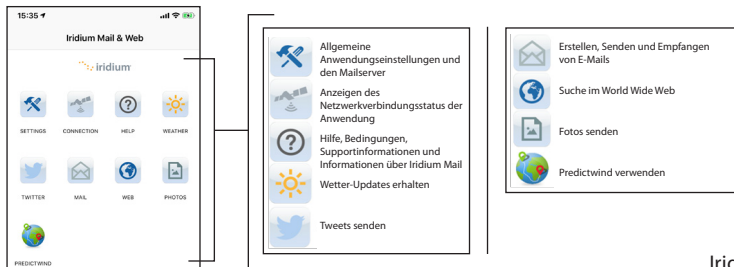 15:35
Iridium Mail & Web
iridium
SETTINGS CONNECTION HELP WEATHER
TWITTER MAIL WEB PHOTOS
PREDICTWIND
Allgemeine
Anwendungseinstellungen und
den Mailserver
Anzeigen des
Netzwerkverbindungsstatus der
Anwendung
Hilfe, Bedingungen,
Supportinformationen und
Informationen über Iridium Mail
Wetter-Updates erhalten
Tweets senden
Erstellen, Senden und Empfangen
von E-Mails
Suche im World Wide Web
Fotos senden
Predictwind verwenden